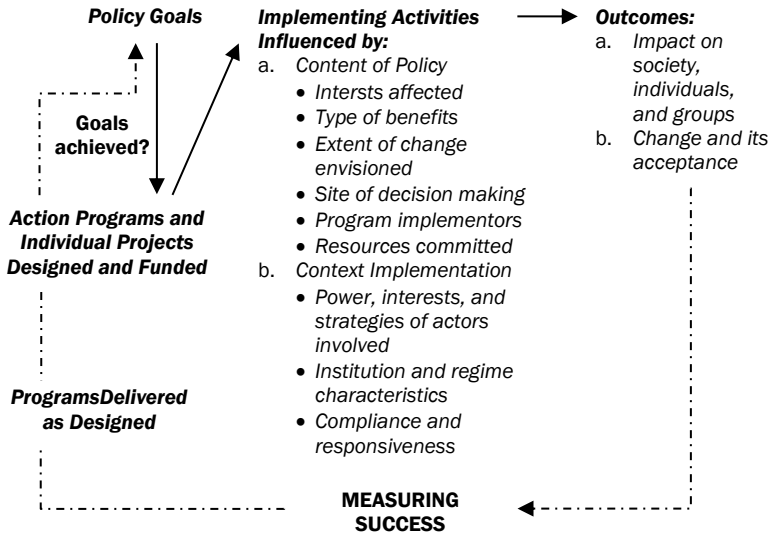 Policy Goals
Goals
achieved?
Action Programs and
Individual Projects
Designed and Funded
ProgramsDelivered
as Designed
Implementing Activities
Influenced by:
a. Content of Policy
• Intersts affected
• Type of benefits
• Extent of change
envisioned
• Site of decision making
• Program implementors
• Resources committed
b. Context Implementation
• Power, interests, and
strategies of actors
involved
• Institution and regime
characteristics
• Compliance and
responsiveness
Outcomes:
a. Impact on
society,
individuals,
and groups
b. Change and its
acceptance
MEASURING
SUCCESS